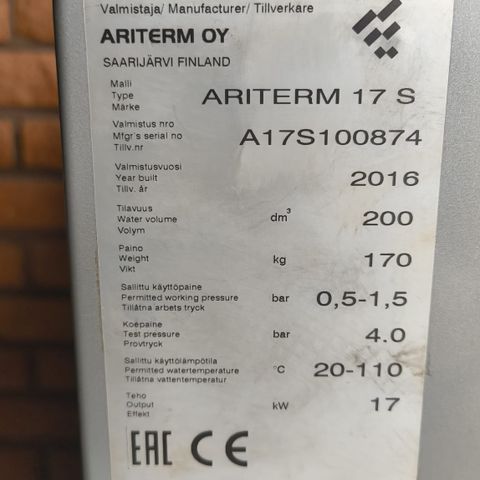 Valmistaja/ Manufacturer/ Tillverkare
ARITERM OY
SAARIJÄRVI FINLAND
Malli
Type
Märke
ARITERM 17 S
Valmistus nro
Mfgr's serial no
Tillv.nr
A17S100874
Valmistusvuosi
Year built
Tillv. år
2016
Tilavuus
Water volume
Volym
dm³
200
Paino
Weight
Vikt
kg
170
Sallittu käyttöpaine
Permitted working pressure
Tillåtna arbets tryck
bar
0,5-1,5
Koepaine
Test pressure
Provtryck
bar
4.0
Sallittu käyttölämpötila
Permitted watertemperature
Tillåtna vattentemperatur
°C
20-110
Teho
Output
Effekt
kW
17
EAC CE